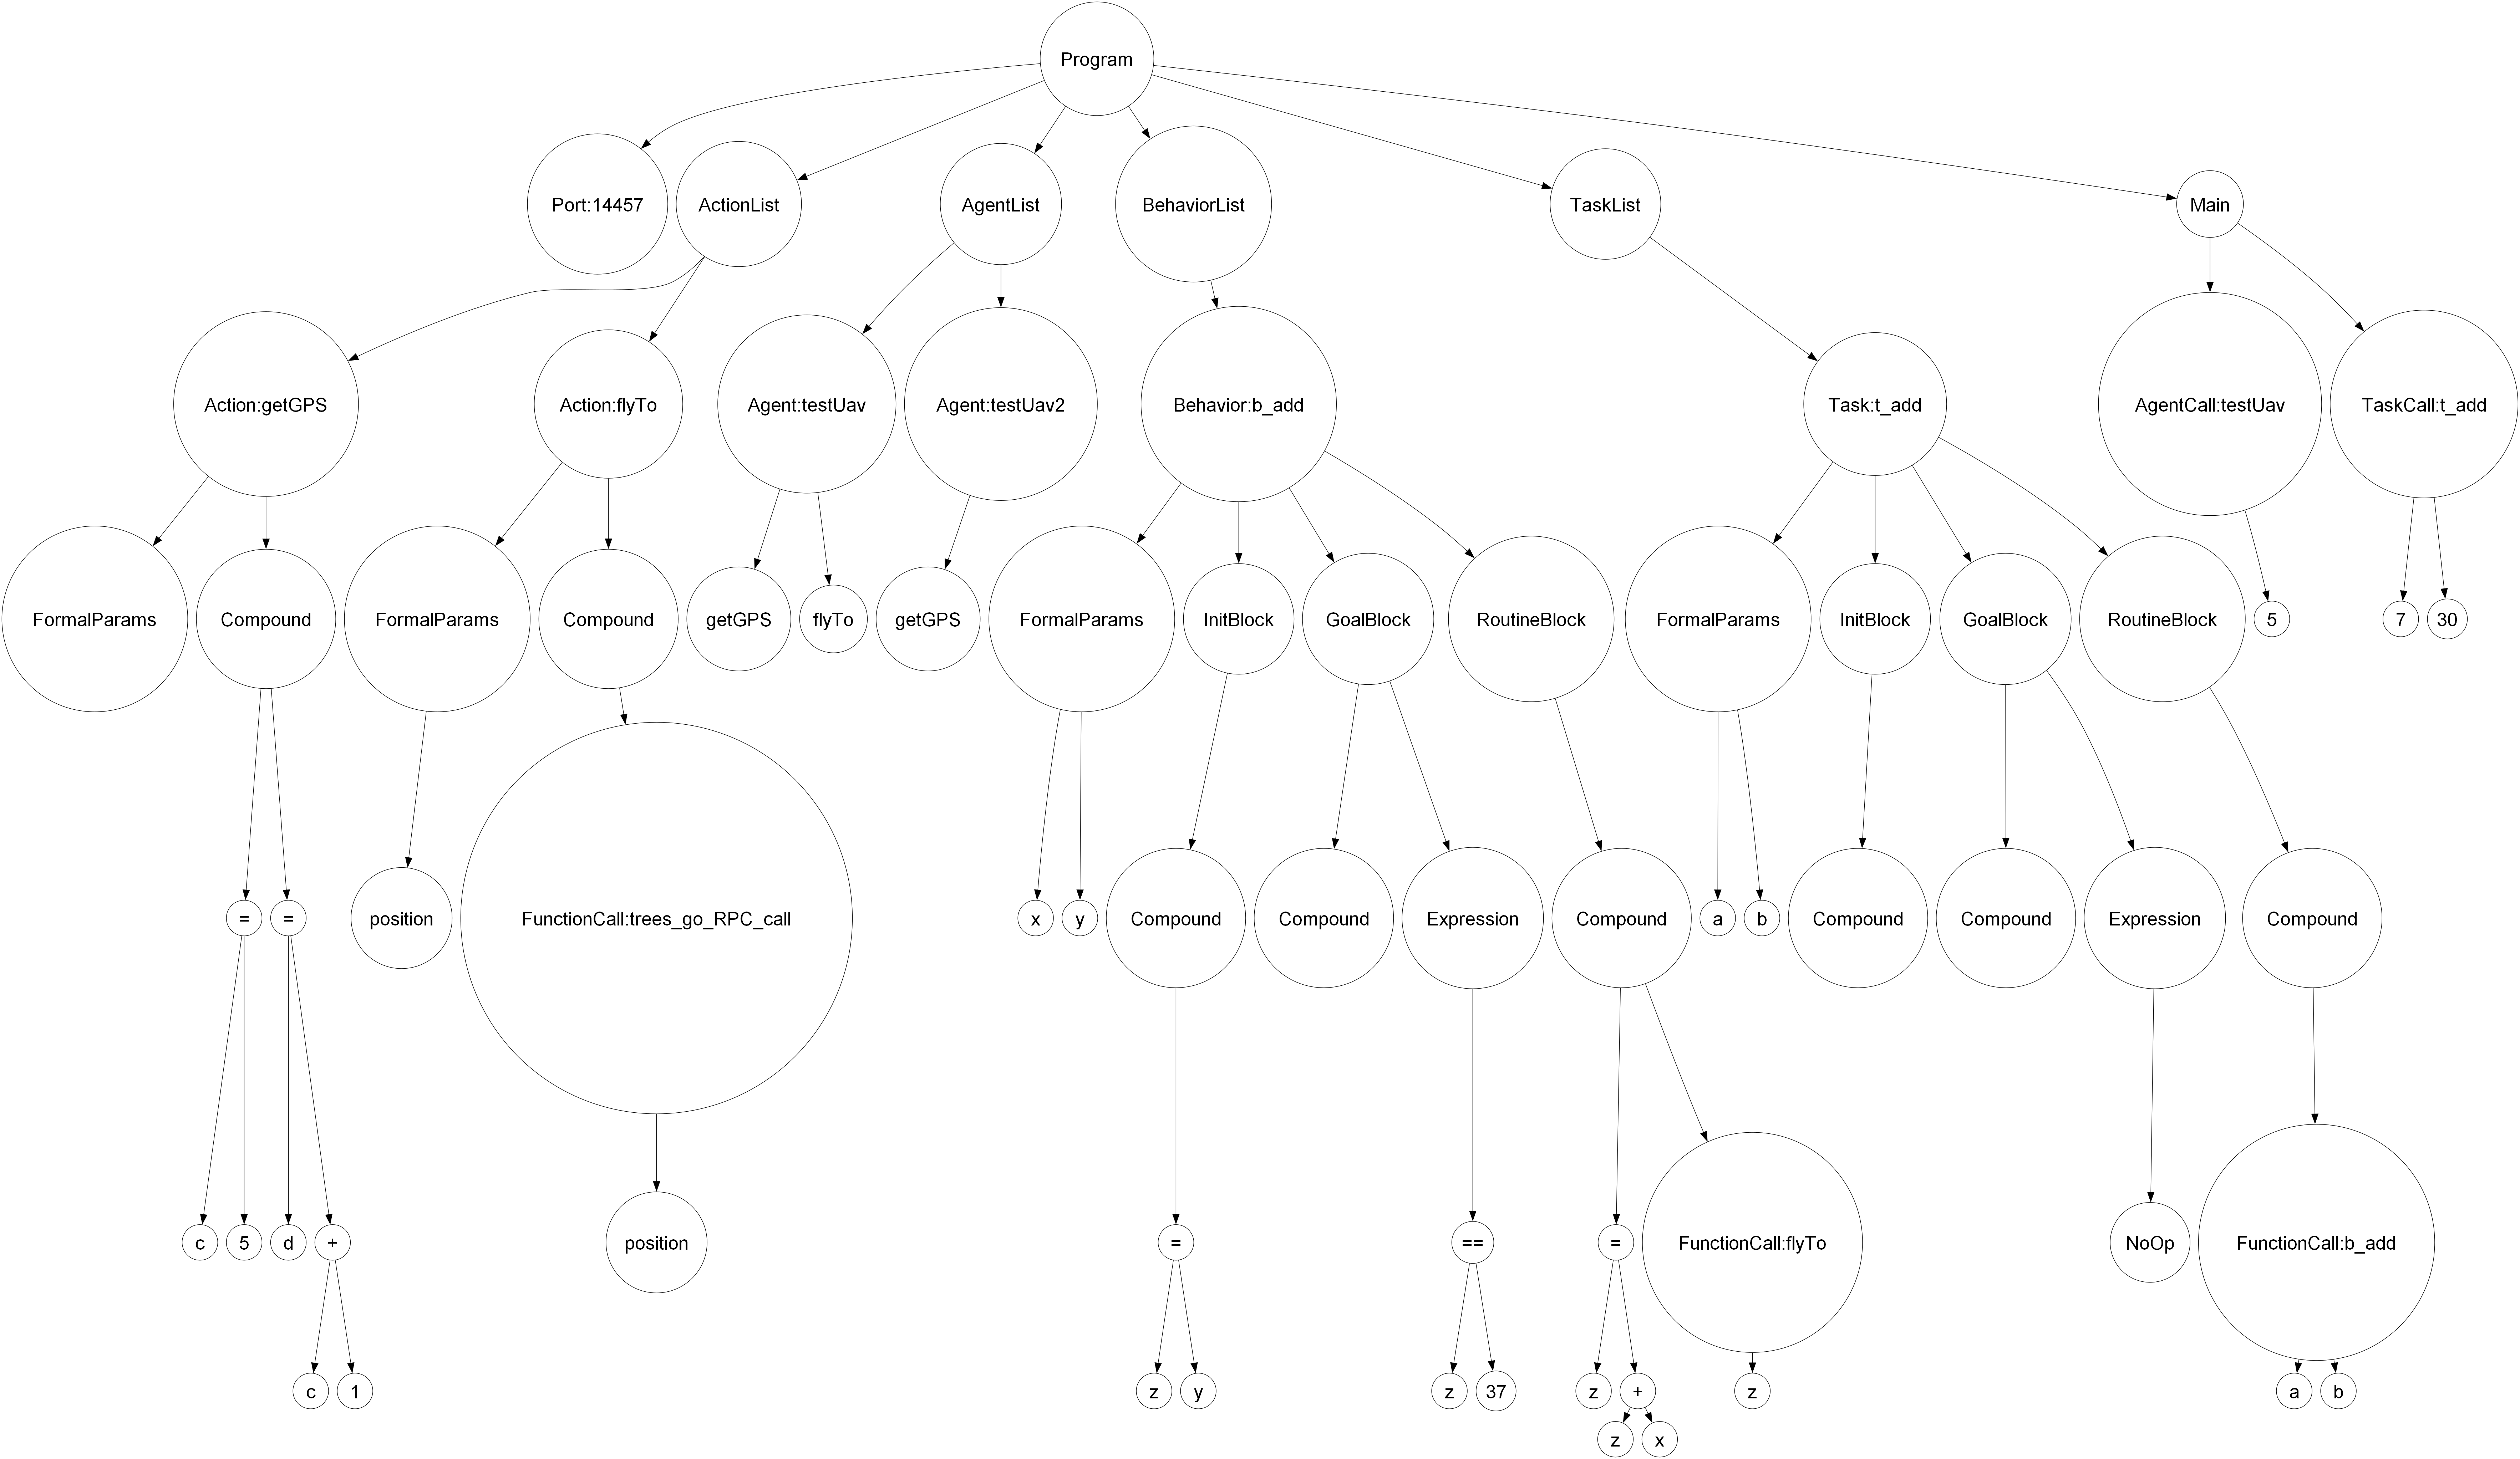 Program
Port:14457
ActionList
AgentList
BehaviorList
TaskList
Main
Action:getGPS
Action:flyTo
Agent:testUav
Agent:testUav2
Behavior:b_add
Task:t_add
AgentCall:testUav
TaskCall:t_add
FormalParams
Compound
FormalParams
Compound
getGPS
flyTo
getGPS
FormalParams
InitBlock
GoalBlock
RoutineBlock
FormalParams
InitBlock
GoalBlock
RoutineBlock
5
7
30
=
=
position
FunctionCall:trees_go_RPC_call
x
y
Compound
Compound
Expression
Compound
a
b
Compound
Compound
Expression
Compound
c
5
d
+
position
=
==
=
FunctionCall:flyTo
NoOp
FunctionCall:b_add
c
1
z
y
z
37
z
+
z
a
b
z
x